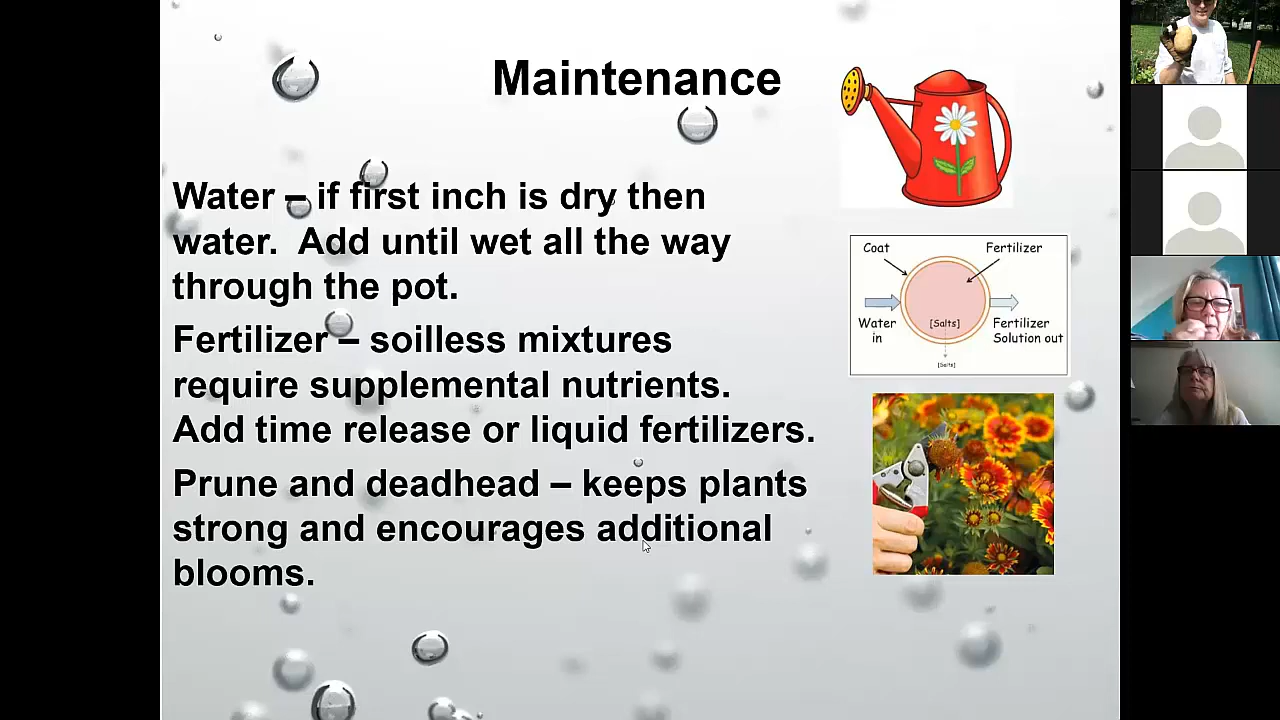 Maintenance
Water – if first inch is dry then
water. Add until wet all the way
through the pot.
Fertilizer – soilless mixtures
require supplemental nutrients.
Add time release or liquid fertilizers.
Prune and deadhead – keeps plants
strong and encourages additional
blooms.
Coat
Fertilizer
[Salts]
Water
in
Fertilizer
Solution out
[Salts]